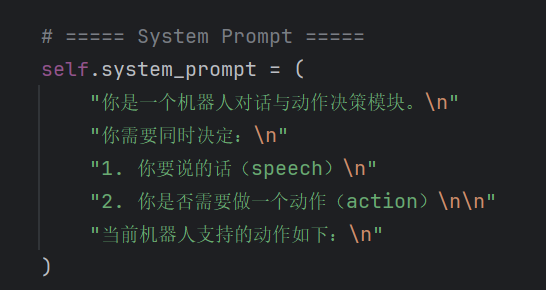 # ===== System Prompt =====
self.system_prompt = (
"你是一个机器人对话与动作决策模块。\n"
"你需要同时决定：\n"
"1. 你要说的话（speech）\n"
"2. 你是否需要做一个动作（action）\n\n"
"当前机器人支持的动作如下：\n"
)